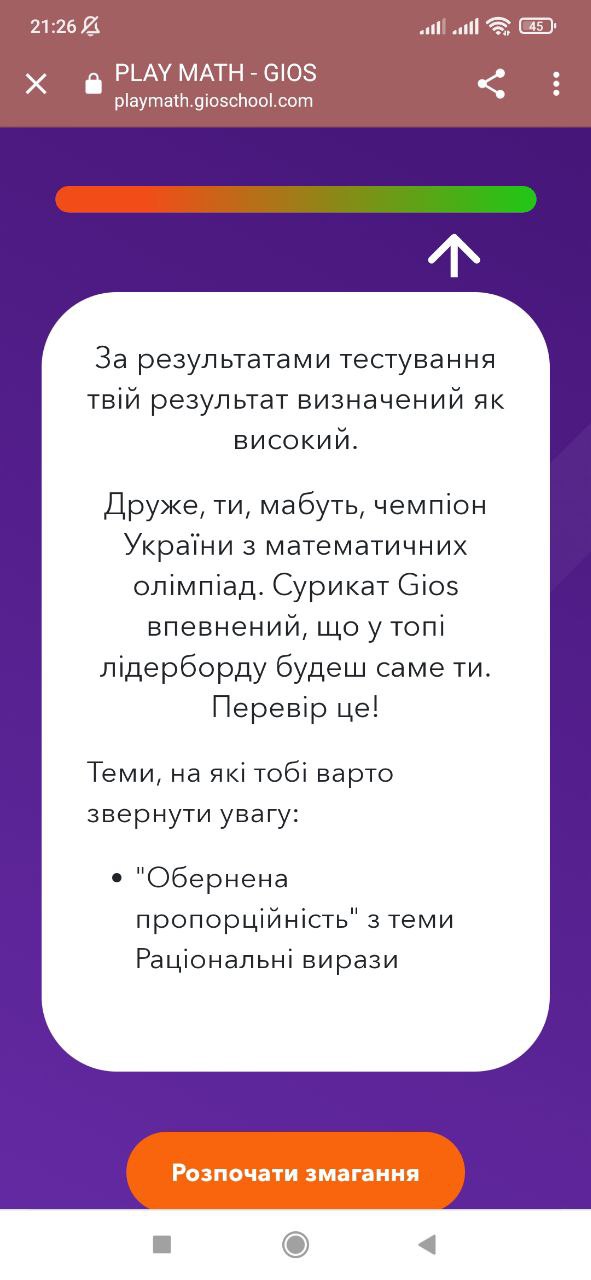 21:26
45
PLAY MATH - GIOS
playmath.gioschool.com
За результатами тестування
твій результат визначений як
високий.
Друже, ти, мабуть, чемпіон
України з математичних
олімпіад. Сурикат Gios
впевнений, що у топі
лідерборду будеш саме ти.
Перевір це!
Теми, на які тобі варто
звернути увагу:
• "Обернена
пропорційність" з теми
Раціональні вирази
Розпочати змагання